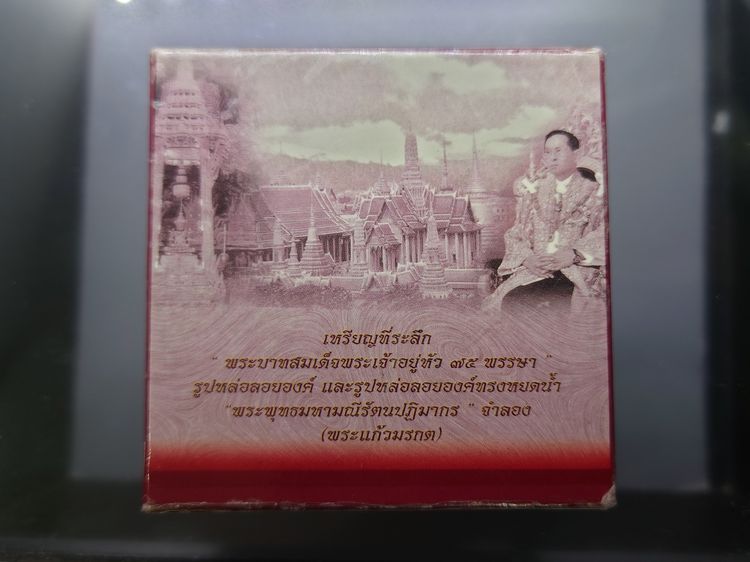 เหรียญที่ระลึก
" พระบาทสมเด็จพระเจ้าอยู่หัว ๗๕ พรรษา "
รูปหล่อลอยองค์ และรูปหล่อลอยองค์ทรงหยดน้ำ
"พระพุทธมหามณีรัตนปฏิมากร " จำลอง
(พระแก้วมรกต)